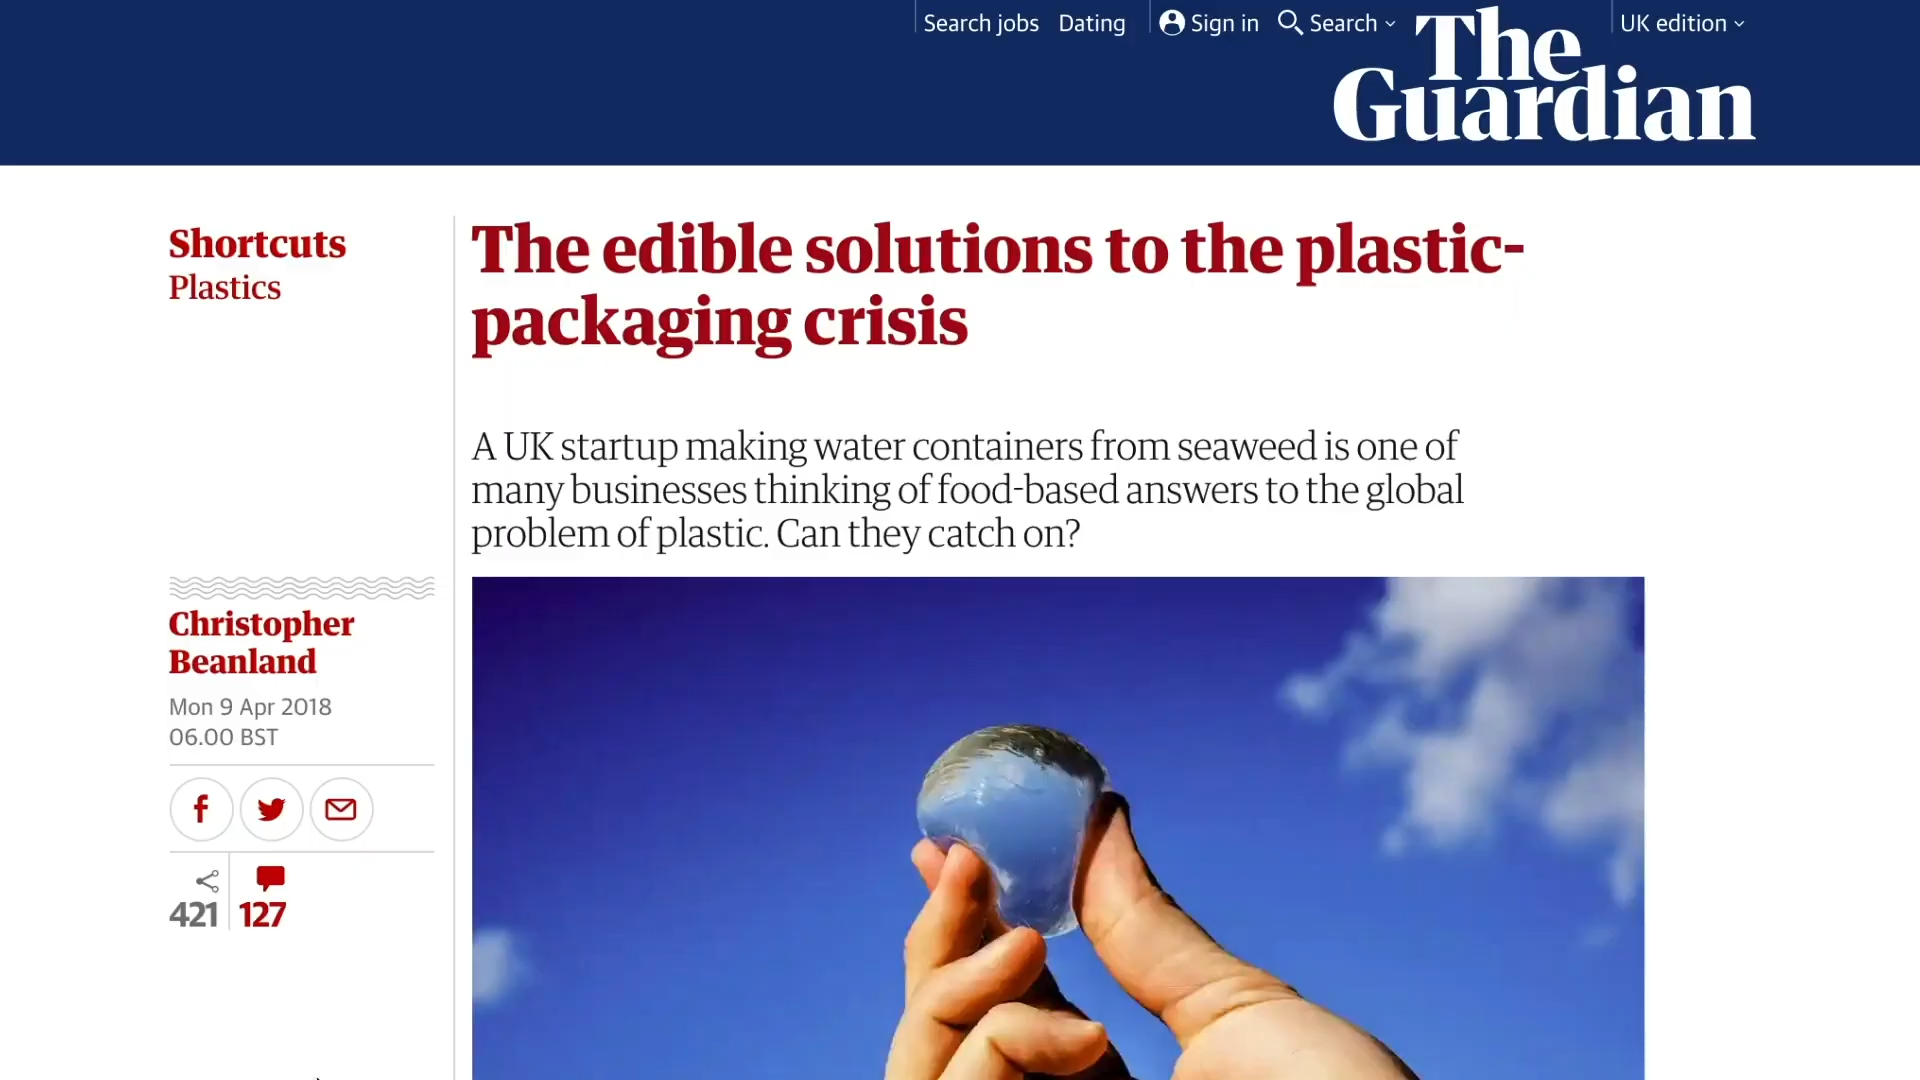 Search jobs
Dating
Sign in
Search
UK edition
The
Guardian
Shortcuts
Plastics
The edible solutions to the plastic-
packaging crisis
A UK startup making water containers from seaweed is one of
many businesses thinking of food-based answers to the global
problem of plastic. Can they catch on?
Christopher
Beanland
Mon 9 Apr 2018
06.00 BST
421
127